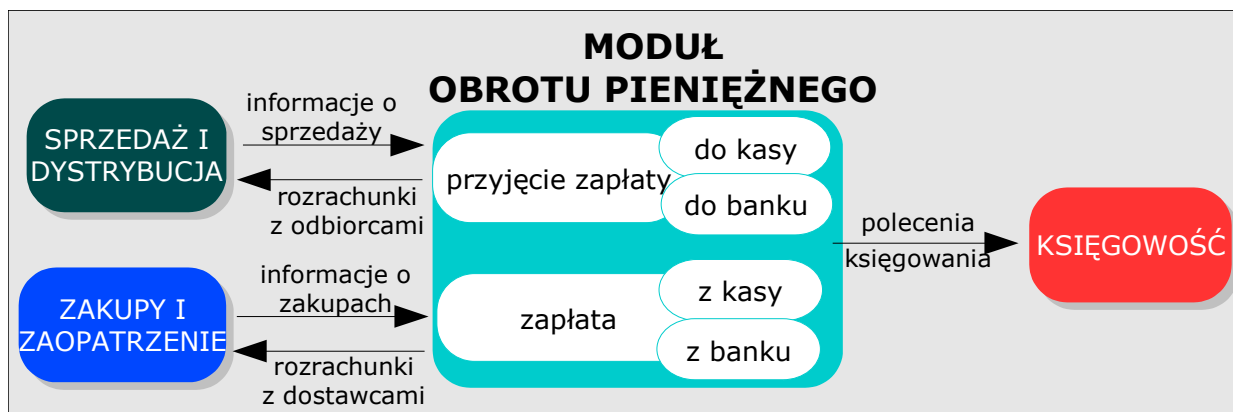 MODUŁ
OBROTU PIENIĘŻNEGO
SPRZEDAŻ I
DYSTRYBUCJA
informacje o
sprzedaży
rozrachunki
z odbiorcami
przyjęcie zapłaty
do kasy
do banku
polecenia
księgowania
KSIĘGOWOŚĆ
ZAKUPY I
ZAOPATRZENIE
informacje o
zakupach
rozrachunki
z dostawcami
zapłata
z kasy
z banku